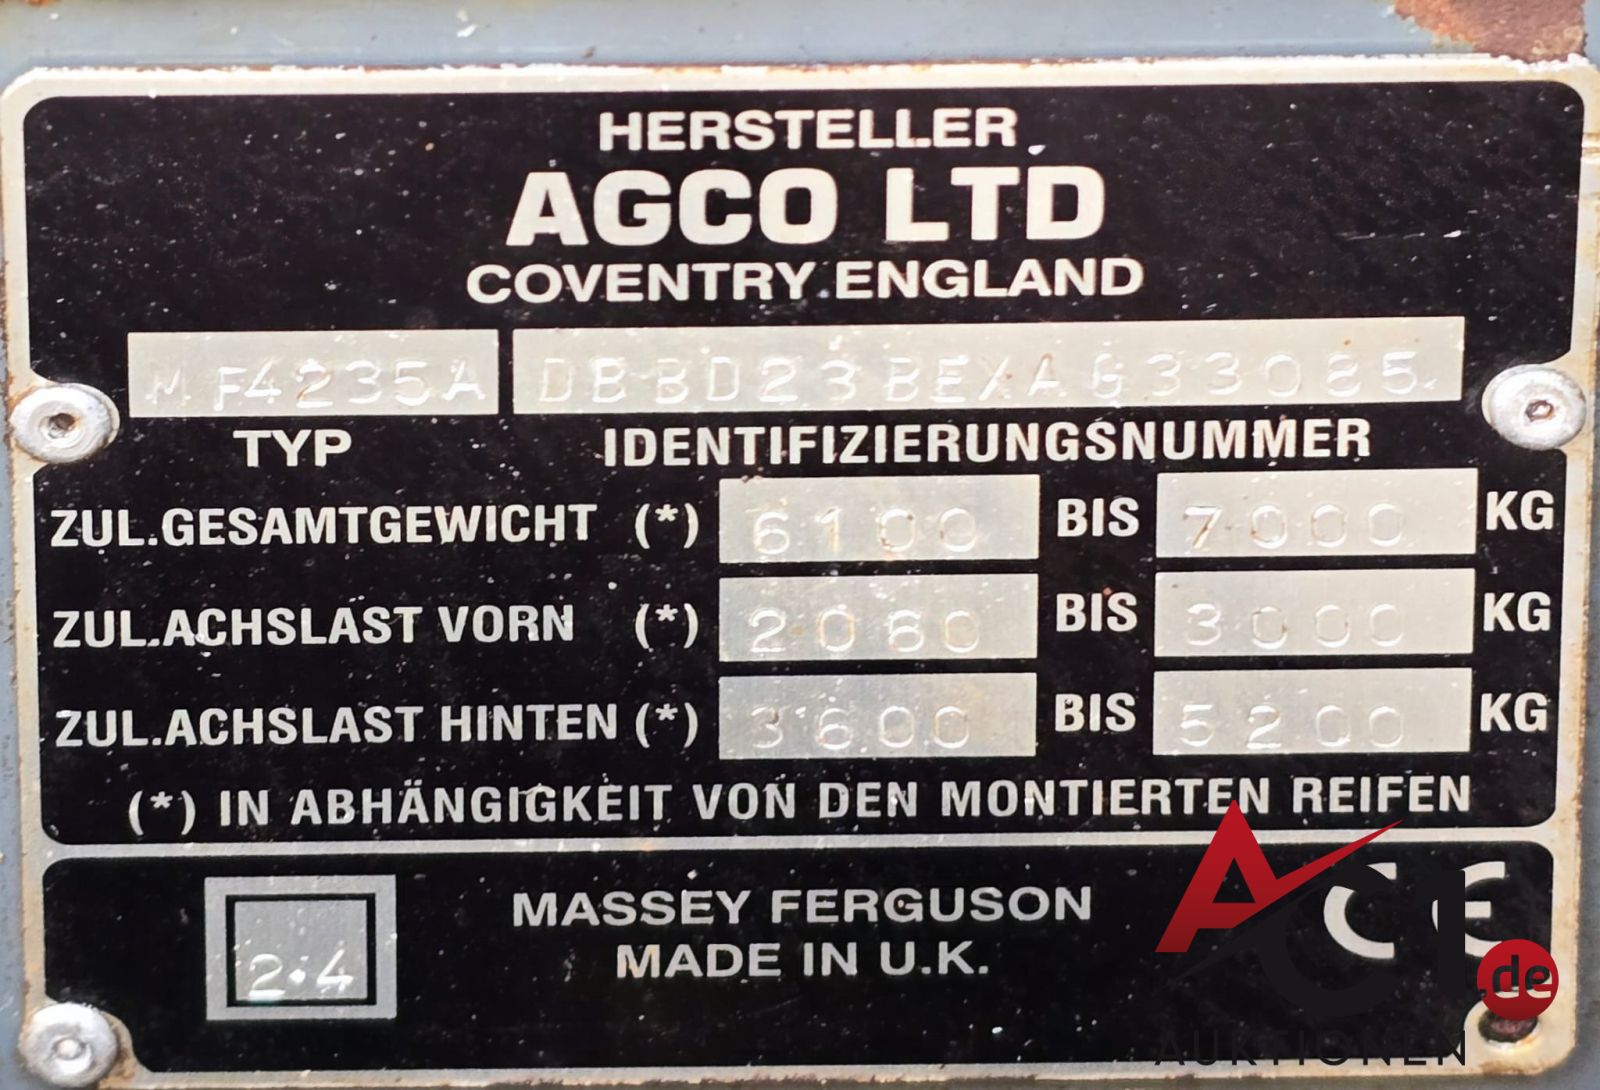 HERSTELLER
AGCO LTD
COVENTRY ENGLAND
MF4235A DBBD23BEXAG33085
TYP IDENTIFIZIERUNGSNUMMER
ZUL.GESAMTGEWICHT (*) 6100 BIS 7000 KG
ZUL.ACHSLAST VORN (*) 2060 BIS 3000 KG
ZUL.ACHSLAST HINTEN (*) 3600 BIS 5200 KG
(*) IN ABHÄNGIGKEIT VON DEN MONTIERTEN REIFEN
2.4
MASSEY FERGUSON
MADE IN U.K.
CE
ACI.de
AUKTIONEN